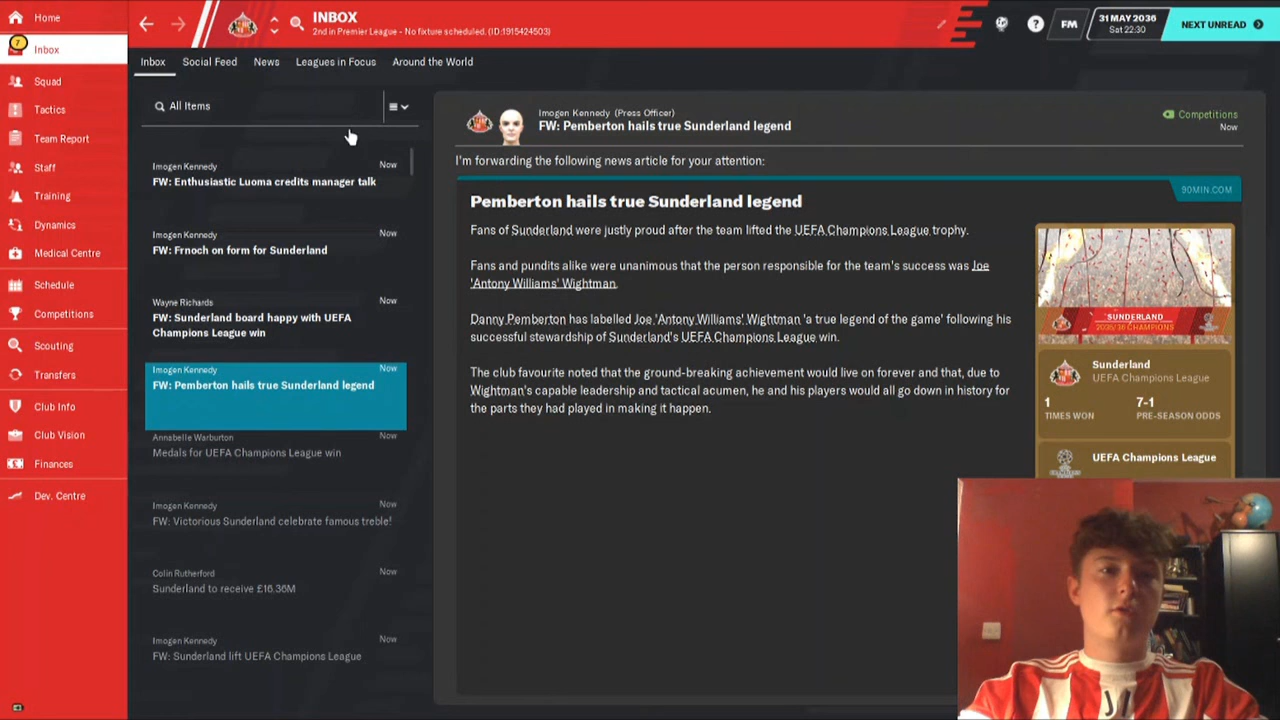 Home
7
Inbox
Squad
Tactics
Team Report
Staff
Training
Dynamics
Medical Centre
Schedule
Competitions
Scouting
Transfers
Club Info
Club Vision
Finances
Dev. Centre
INBOX
2nd in Premier League - No fixture scheduled. (ID:1915424503)
?
FM
31 MAY 2036
Sat 22:30
NEXT UNREAD
Inbox
Social Feed
News
Leagues in Focus
Around the World
All Items
Imogen Kennedy
Now
FW: Enthusiastic Luoma credits manager talk
Imogen Kennedy
Now
FW: Frnoch on form for Sunderland
Wayne Richards
Now
FW: Sunderland board happy with UEFA
Champions League win
Imogen Kennedy
Now
FW: Pemberton hails true Sunderland legend
Annabelle Warburton
Now
Medals for UEFA Champions League win
Imogen Kennedy
Now
FW: Victorious Sunderland celebrate famous treble!
Colin Rutherford
Now
Sunderland to receive £16.36M
Imogen Kennedy
Now
FW: Sunderland lift UEFA Champions League
Imogen Kennedy (Press Officer)
FW: Pemberton hails true Sunderland legend
Competitions
Now
I'm forwarding the following news article for your attention:
90MIN.COM
Pemberton hails true Sunderland legend
Fans of Sunderland were justly proud after the team lifted the UEFA Champions League trophy.
Fans and pundits alike were unanimous that the person responsible for the team's success was Joe
'Antony Williams' Wightman.
Danny Pemberton has labelled Joe 'Antony Williams' Wightman 'a true legend of the game' following his
successful stewardship of Sunderland's UEFA Champions League win.
The club favourite noted that the ground-breaking achievement would live on forever and that, due to
Wightman's capable leadership and tactical acumen, he and his players would all go down in history for
the parts they had played in making it happen.
SUNDERLAND
2035/36 CHAMPIONS
Sunderland
UEFA Champions League
1
7-1
TIMES WON
PRE-SEASON ODDS
UEFA Champions League